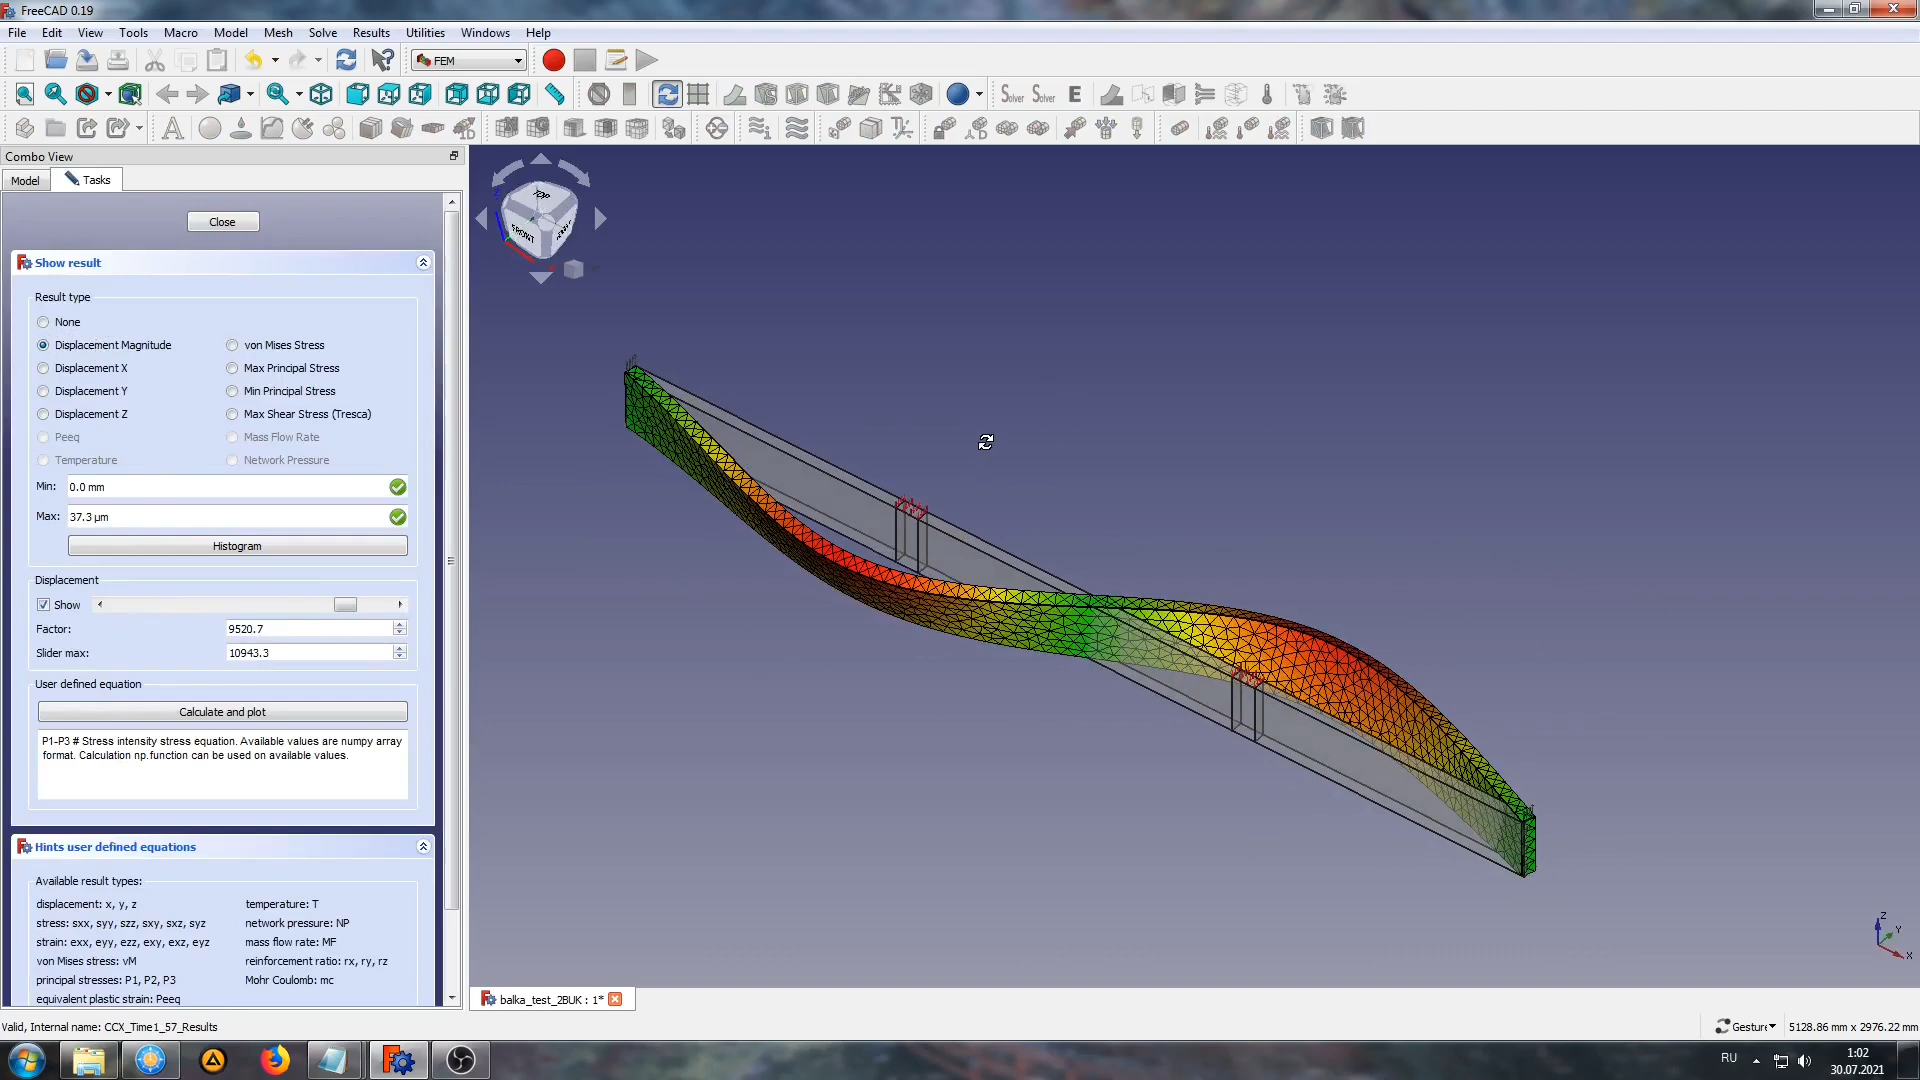 FreeCAD 0.19
File Edit View Tools Macro Model Mesh Solve Results Utilities Windows Help
FEM
Solver Solver E
A 1D
Combo View
Model Tasks
TOP
FRONT
Close
Show result
Result type
None
Displacement Magnitude von Mises Stress
Displacement X Max Principal Stress
Displacement Y Min Principal Stress
Displacement Z Max Shear Stress (Tresca)
Peeq Mass Flow Rate
Temperature Network Pressure
Min: 0.0 mm
Max: 37.3 µm
Histogram
Displacement
Show
Factor: 9520.7
Slider max: 10943.3
User defined equation
Calculate and plot
P1-P3 # Stress intensity stress equation. Available values are numpy array
format. Calculation np.function can be used on available values.
Hints user defined equations
Available result types:
displacement: x, y, z temperature: T
stress: sxx, syy, szz, sxy, sxz, syz network pressure: NP
strain: exx, eyy, ezz, exy, exz, eyz mass flow rate: MF
von Mises stress: vM reinforcement ratio: rx, ry, rz
principal stresses: P1, P2, P3 Mohr Coulomb: mc
equivalent plastic strain: Peeq
Z
Y
X
balka_test_2BUK : 1*
Valid, Internal name: CCX_Time1_57_Results
Gesture 5128.86 mm x 2976.22 mm
RU
1:02
30.07.2021